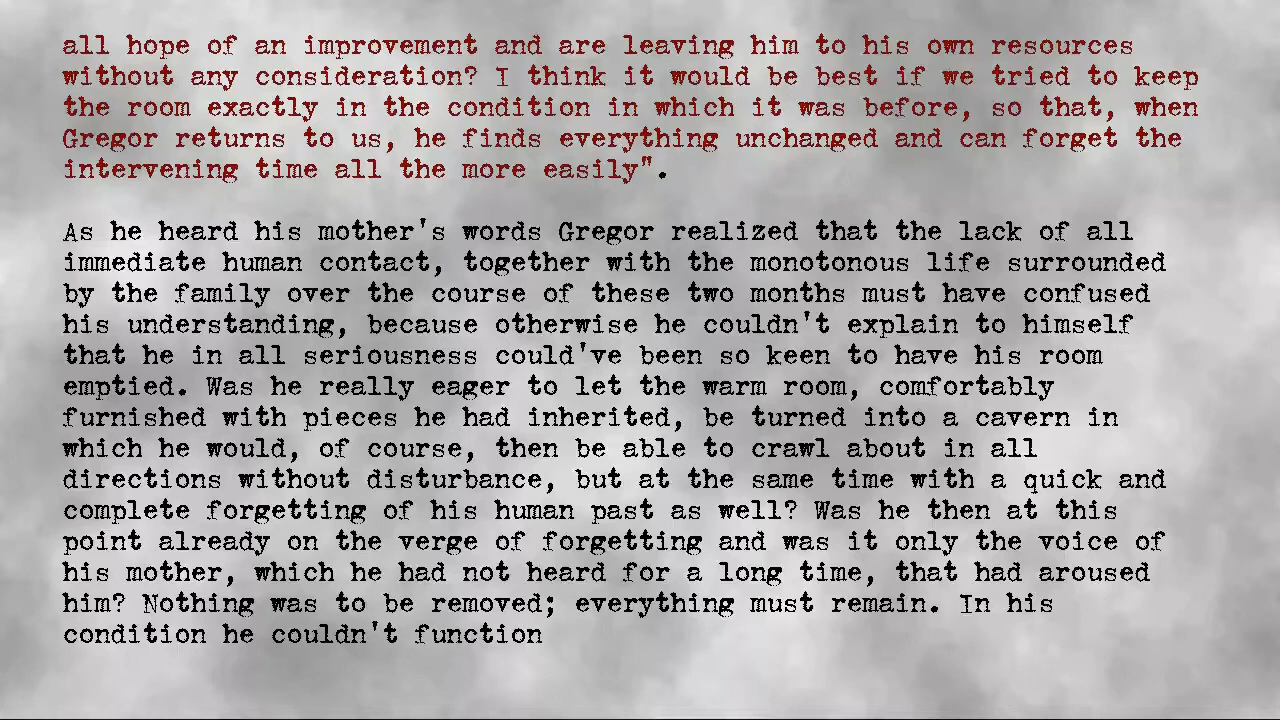 all hope of an improvement and are leaving him to his own resources
without any consideration? I think it would be best if we tried to keep
the room exactly in the condition in which it was before, so that, when
Gregor returns to us, he finds everything unchanged and can forget the
intervening time all the more easily".
As he heard his mother's words Gregor realized that the lack of all
immediate human contact, together with the monotonous life surrounded
by the family over the course of these two months must have confused
his understanding, because otherwise he couldn't explain to himself
that he in all seriousness could've been so keen to have his room
emptied. Was he really eager to let the warm room, comfortably
furnished with pieces he had inherited, be turned into a cavern in
which he would, of course, then be able to crawl about in all
directions without disturbance, but at the same time with a quick and
complete forgetting of his human past as well? Was he then at this
point already on the verge of forgetting and was it only the voice of
his mother, which he had not heard for a long time, that had aroused
him? Nothing was to be removed; everything must remain. In his
condition he couldn't function